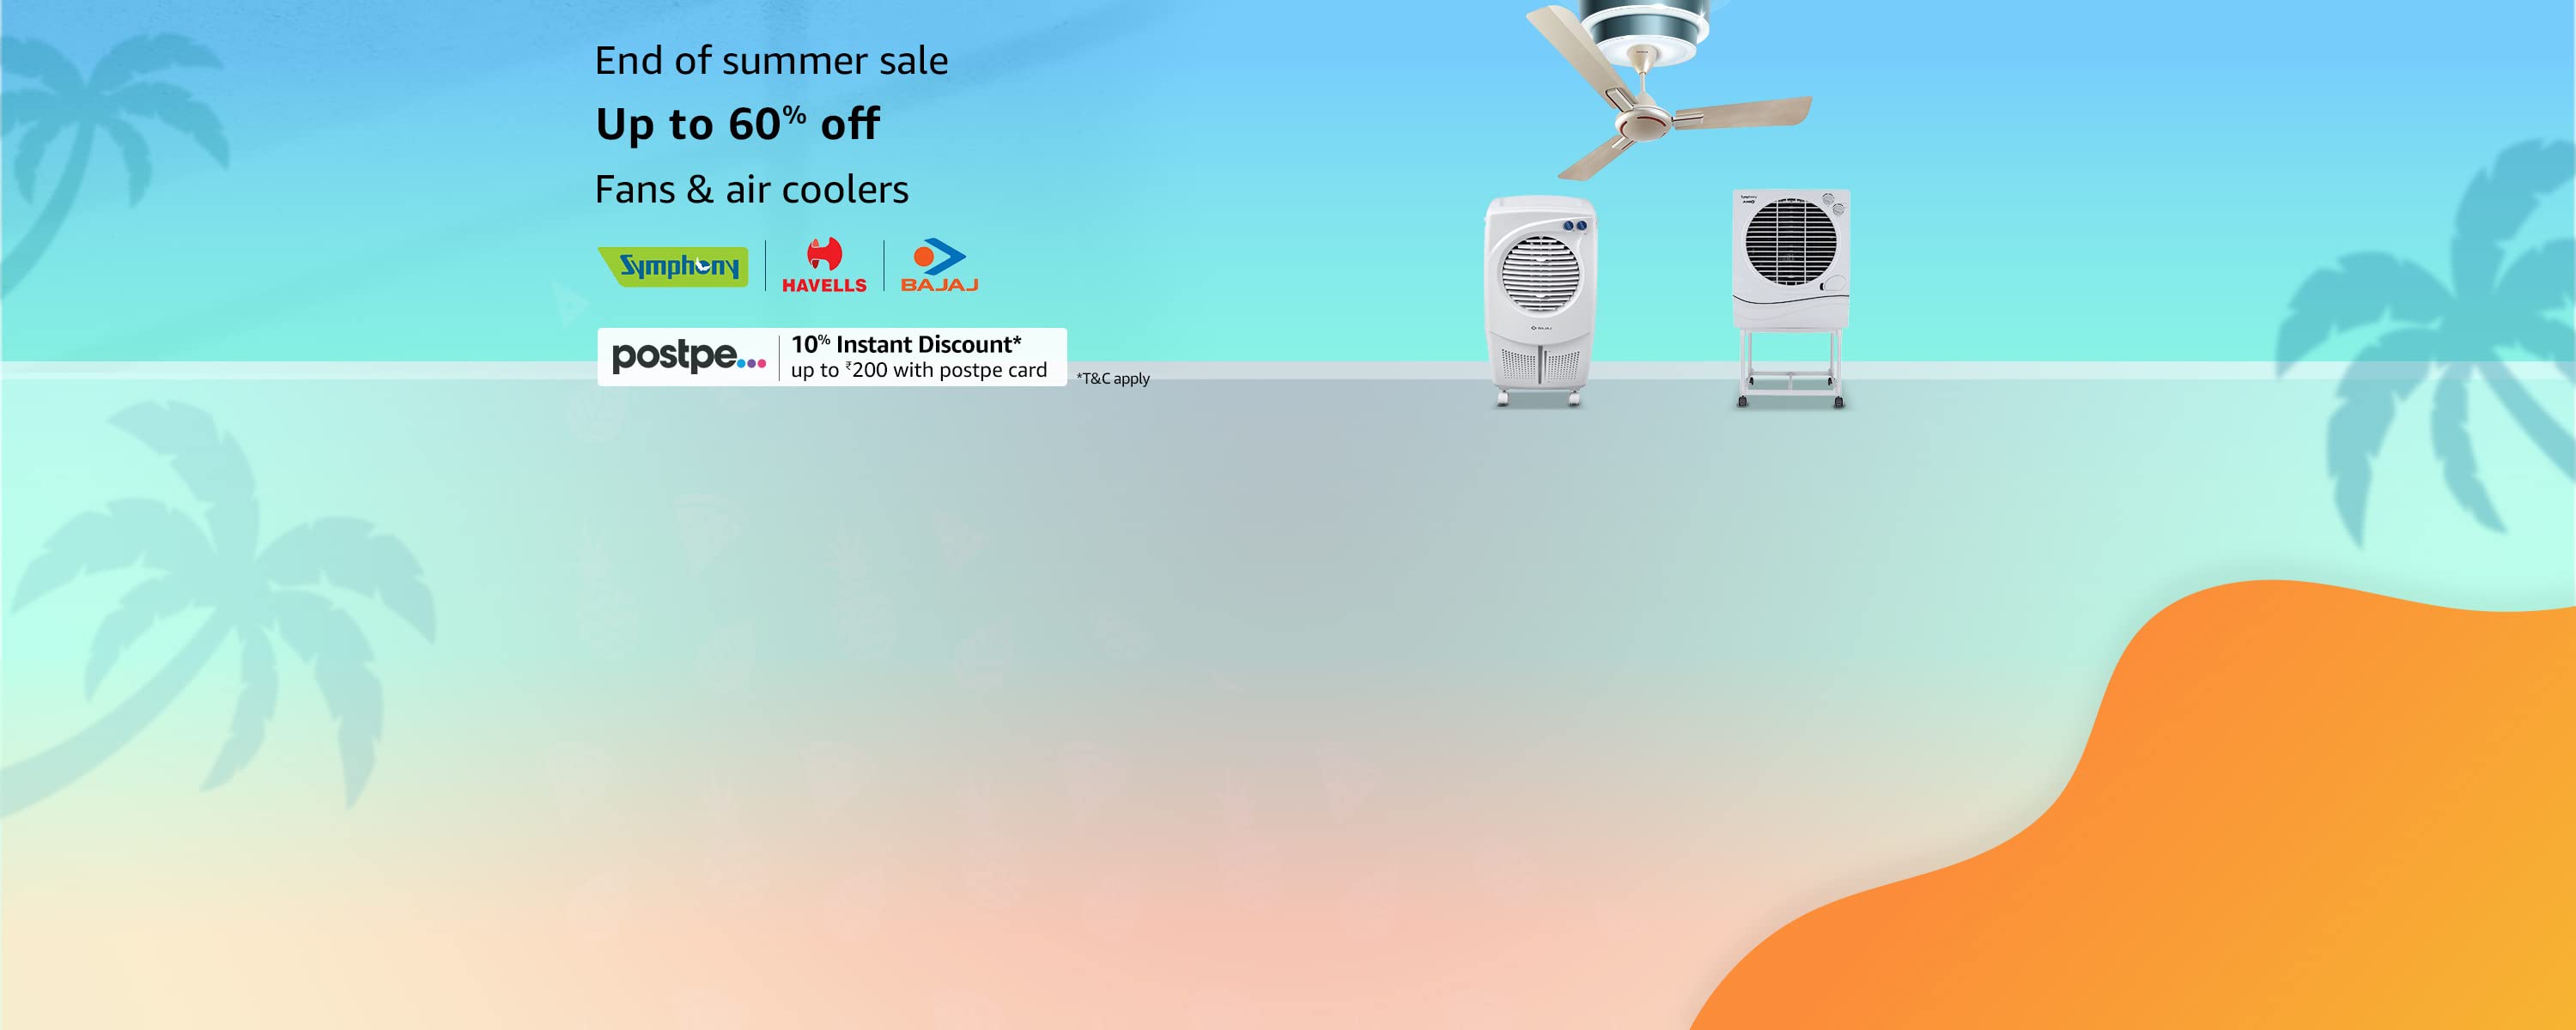 End of summer sale
Up to 60% off
Fans & air coolers
Symphony
HAVELLS
BAJAJ
postpe...
10% Instant Discount*
up to ₹200 with postpe card
*T&C apply
BAJAJ